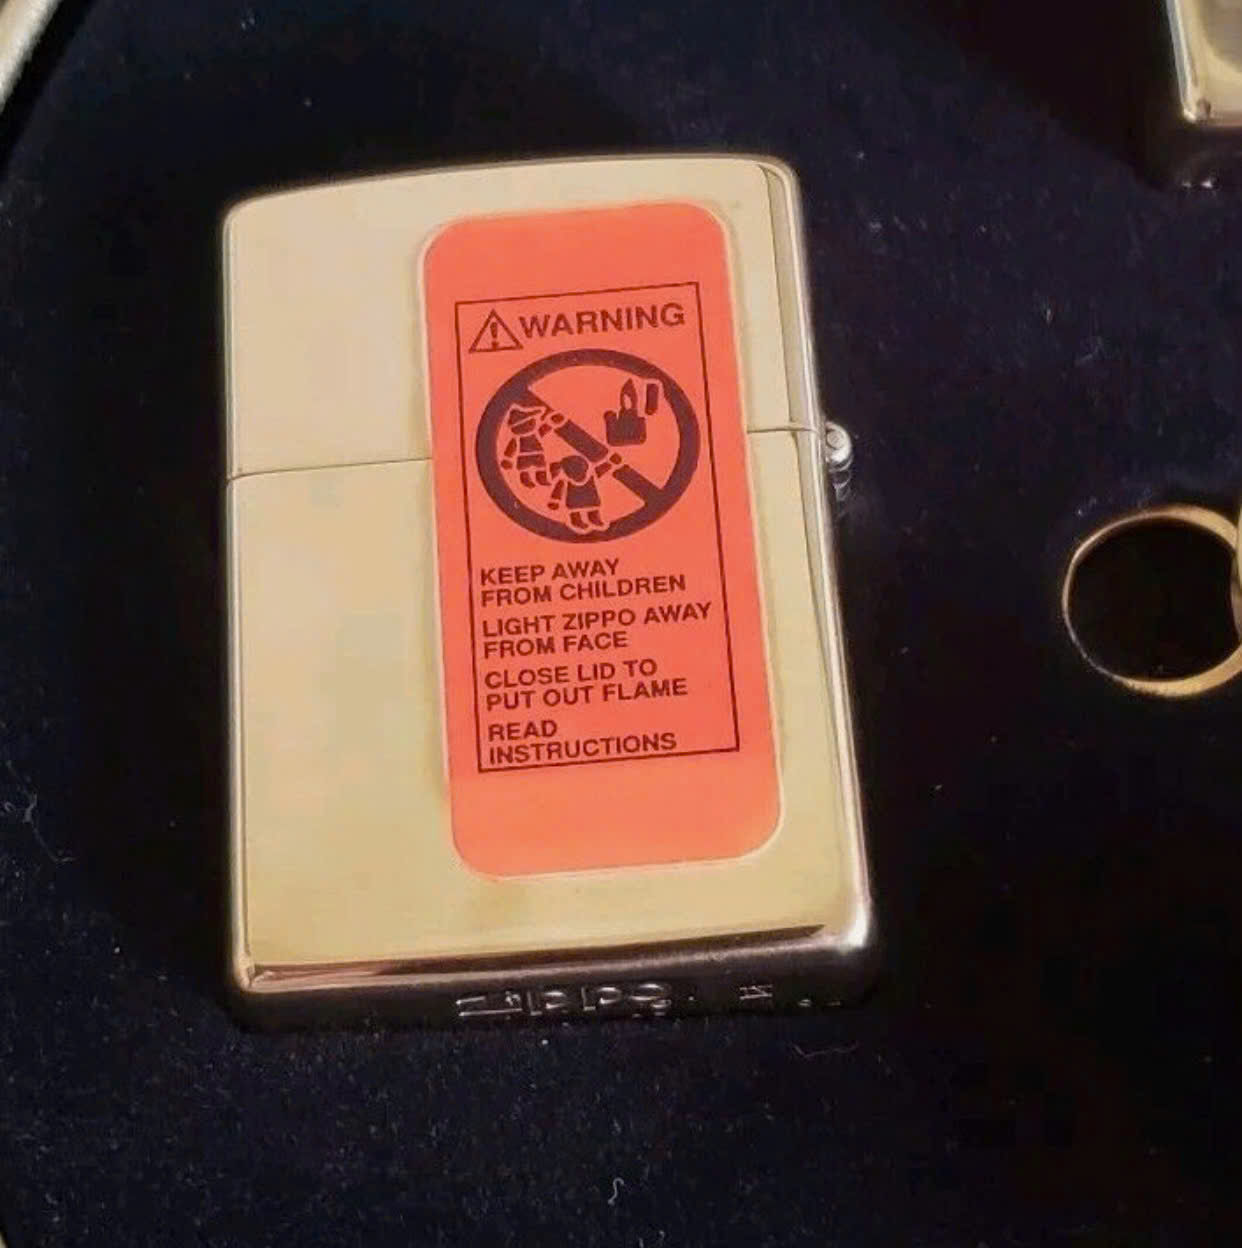 WARNING
KEEP AWAY
FROM CHILDREN
LIGHT ZIPPO AWAY
FROM FACE
CLOSE LID TO
PUT OUT FLAME
READ
INSTRUCTIONS